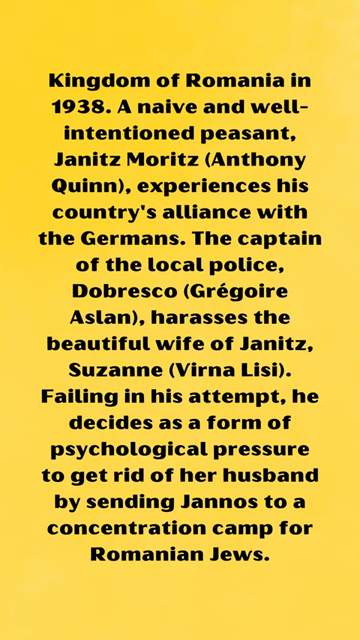 Kingdom of Romania in
1938. A naive and well-
intentioned peasant,
Janitz Moritz (Anthony
Quinn), experiences his
country's alliance with
the Germans. The captain
of the local police,
Dobresco (Grégoire
Aslan), harasses the
beautiful wife of Janitz,
Suzanne (Virna Lisi).
Failing in his attempt, he
decides as a form of
psychological pressure
to get rid of her husband
by sending Jannos to a
concentration camp for
Romanian Jews.